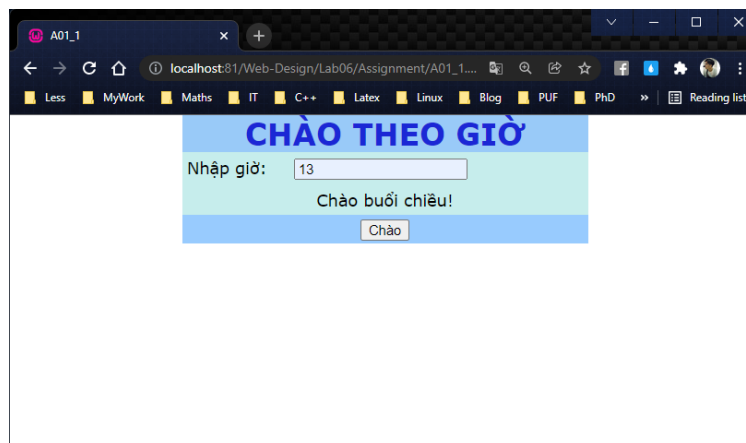 A01_1
localhost:81/Web-Design/Lab06/Assignment/A01_1....
Less MyWork Maths IT C++ Latex Linux Blog PUF PhD » Reading list
CHÀO THEO GIỜ
Nhập giờ: 13
Chào buổi chiều!
Chào